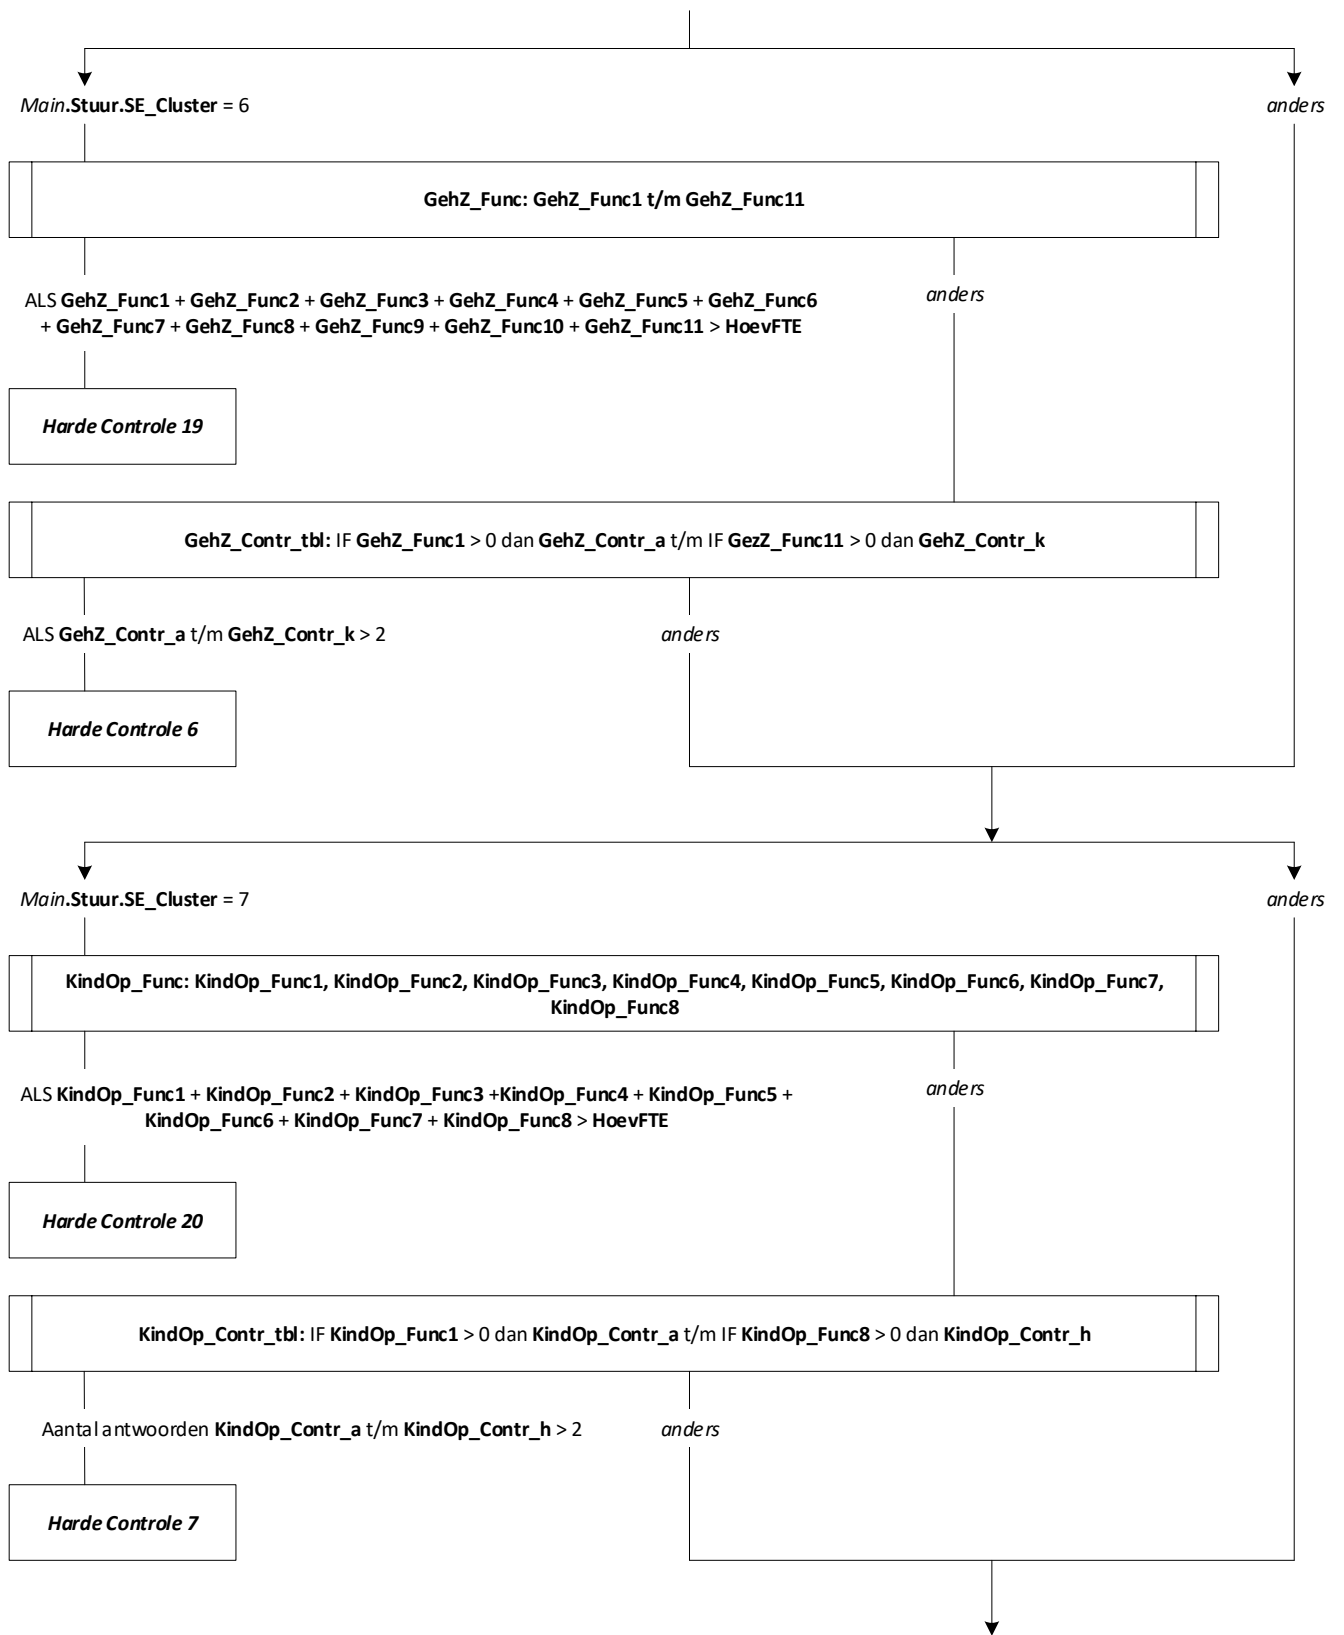 Main.Stuur.SE_Cluster = 6
anders
GehZ_Func: GehZ_Func1 t/m GehZ_Func11
ALS GehZ_Func1 + GehZ_Func2 + GehZ_Func3 + GehZ_Func4 + GehZ_Func5 + GehZ_Func6
+ GehZ_Func7 + GehZ_Func8 + GehZ_Func9 + GehZ_Func10 + GehZ_Func11 > HoevFTE
anders
Harde Controle 19
GehZ_Contr_tbl: IF GehZ_Func1 > 0 dan GehZ_Contr_a t/m IF GezZ_Func11 > 0 dan GehZ_Contr_k
ALS GehZ_Contr_a t/m GehZ_Contr_k > 2
anders
Harde Controle 6
Main.Stuur.SE_Cluster = 7
anders
KindOp_Func: KindOp_Func1, KindOp_Func2, KindOp_Func3, KindOp_Func4, KindOp_Func5, KindOp_Func6, KindOp_Func7,
KindOp_Func8
ALS KindOp_Func1 + KindOp_Func2 + KindOp_Func3 +KindOp_Func4 + KindOp_Func5 +
KindOp_Func6 + KindOp_Func7 + KindOp_Func8 > HoevFTE
anders
Harde Controle 20
KindOp_Contr_tbl: IF KindOp_Func1 > 0 dan KindOp_Contr_a t/m IF KindOp_Func8 > 0 dan KindOp_Contr_h
Aantal antwoorden KindOp_Contr_a t/m KindOp_Contr_h > 2
anders
Harde Controle 7